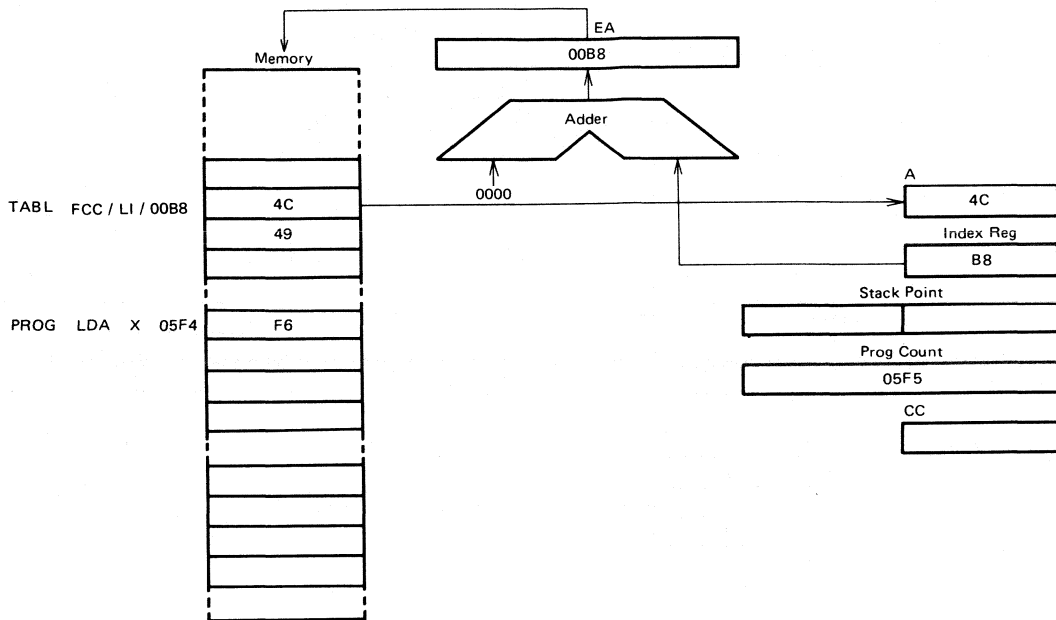 EA
00B8
Memory
Adder
0000
A
TABL FCC / LI / 00B8 4C 4C
49
Index Reg
B8
Stack Point
PROG LDA X 05F4 F6
Prog Count
05F5
CC